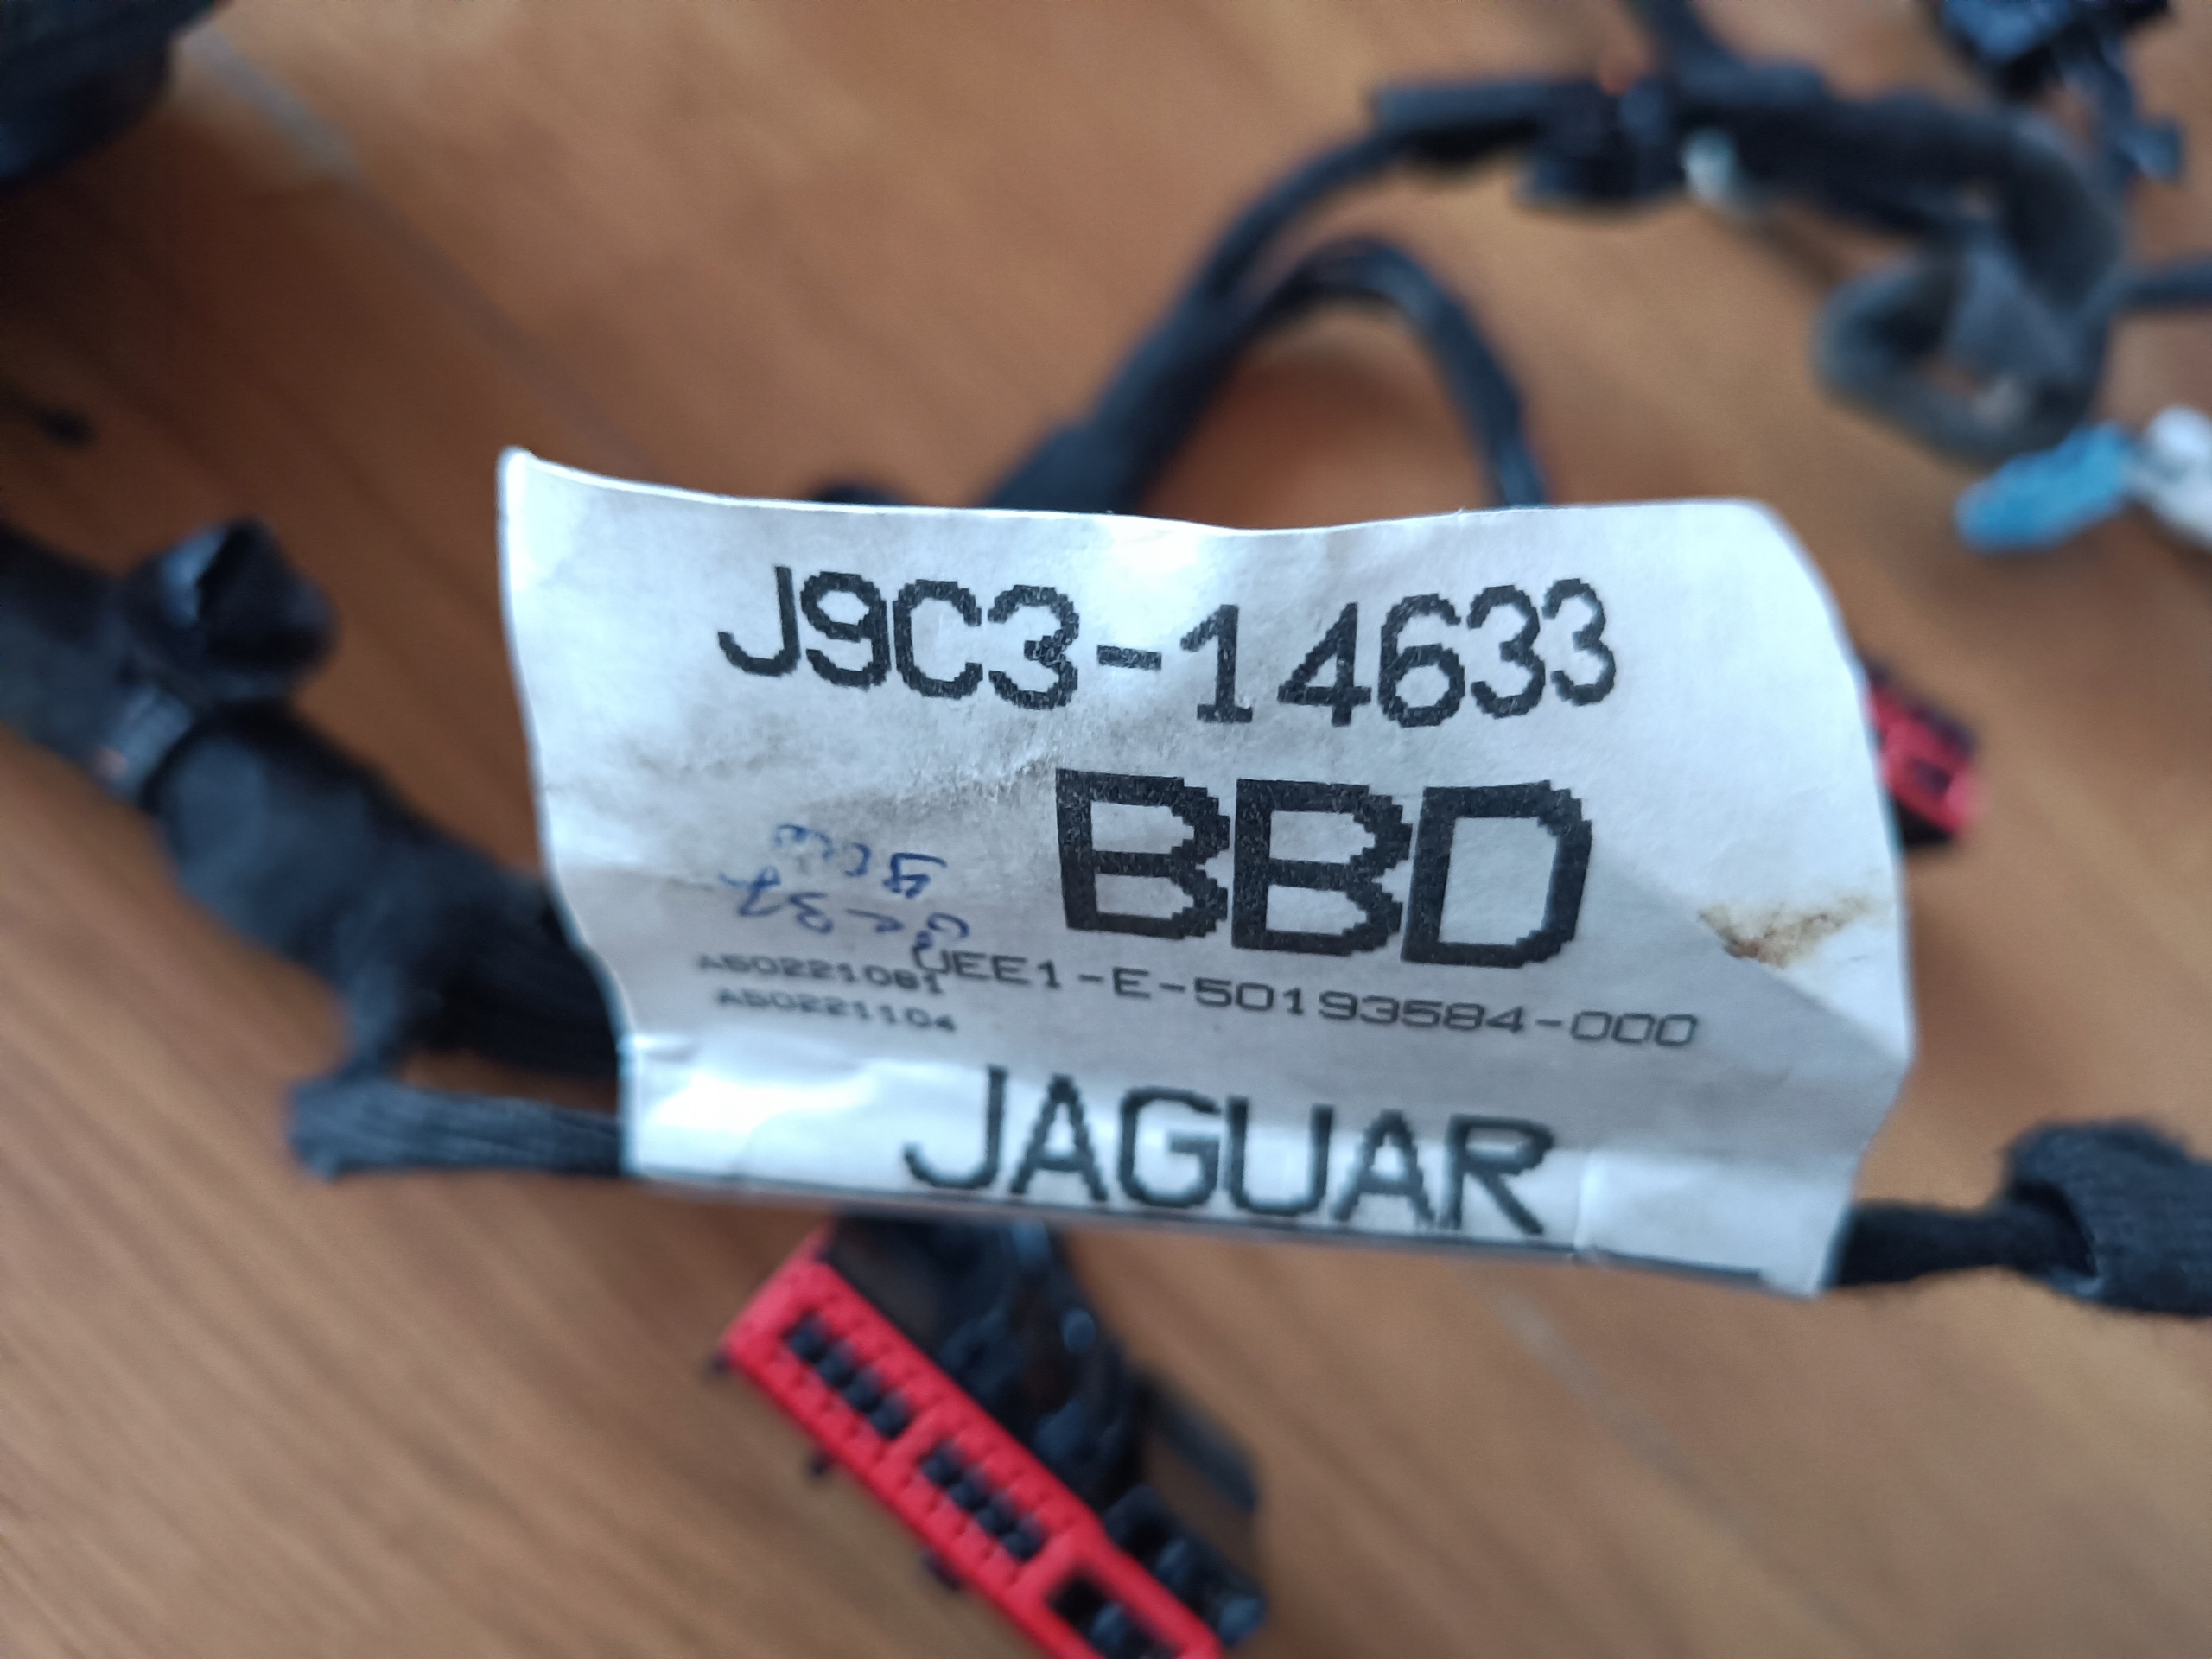 J9C3-14633
BBD
JEE1-E-50193584-000
AS0221081
AS0221104
JAGUAR